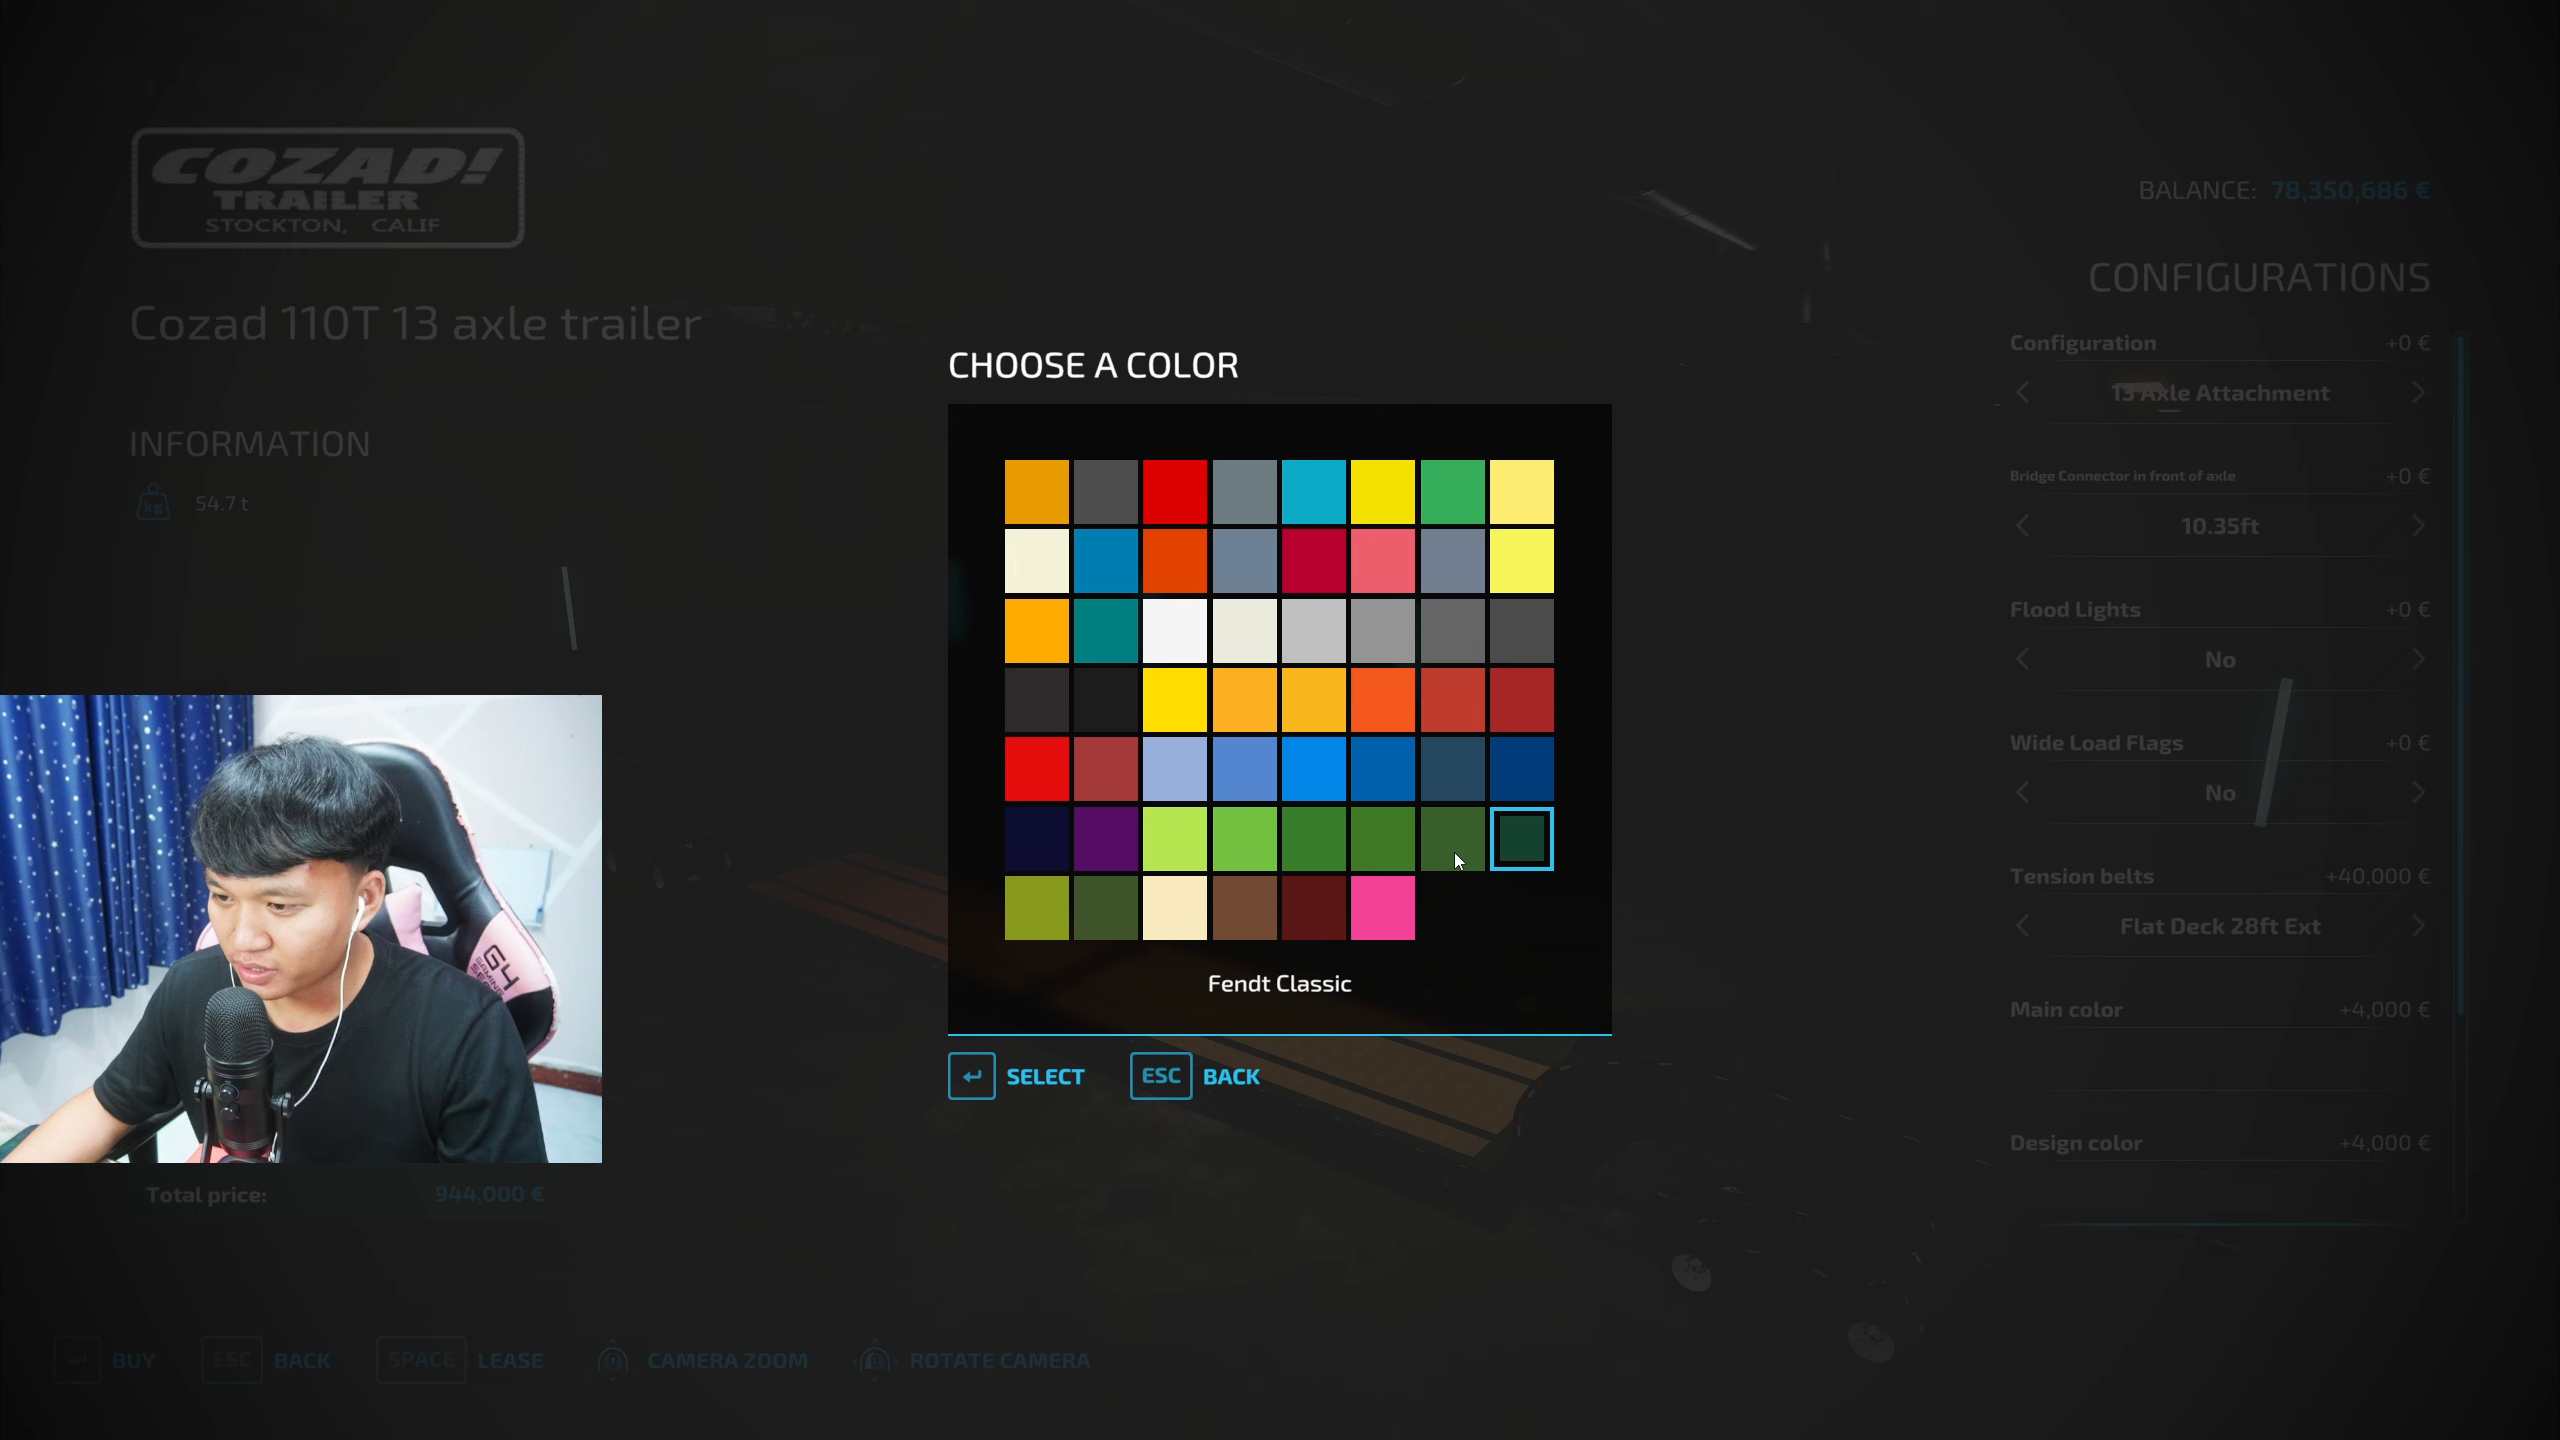 COZAD!
TRAILER
STOCKTON, CALIF
BALANCE: 78,350,686 €
CONFIGURATIONS
Cozad 110T 13 axle trailer
Configuration +0 €
13 Axle Attachment
CHOOSE A COLOR
INFORMATION
kg 54.7 t
Bridge Connector in front of axle +0 €
10.35ft
Flood Lights +0 €
No
Wide Load Flags +0 €
No
Tension belts +40,000 €
Flat Deck 28ft Ext
G4
GAMING
Fendt Classic
Main color +4,000 €
SELECT
ESC BACK
Design color +4,000 €
Total price: 944,000 €
BUY
ESC BACK
SPACE LEASE
CAMERA ZOOM
ROTATE CAMERA